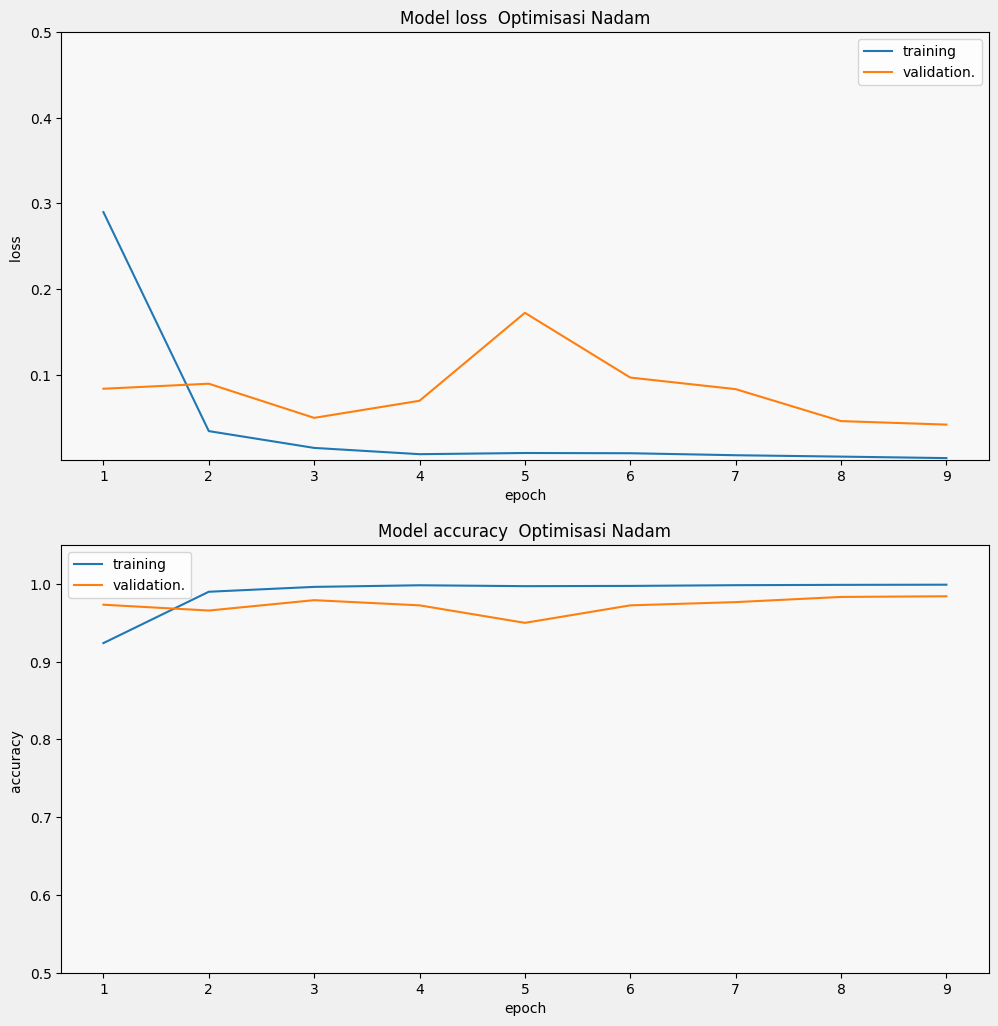 Model loss  Optimisasi Nadam
0.5
0.4
0.3
0.2
0.1
loss
training
validation.
1 2 3 4 5 6 7 8 9
epoch
Model accuracy  Optimisasi Nadam
training
validation.
1.0
0.9
0.8
0.7
0.6
0.5
accuracy
1 2 3 4 5 6 7 8 9
epoch